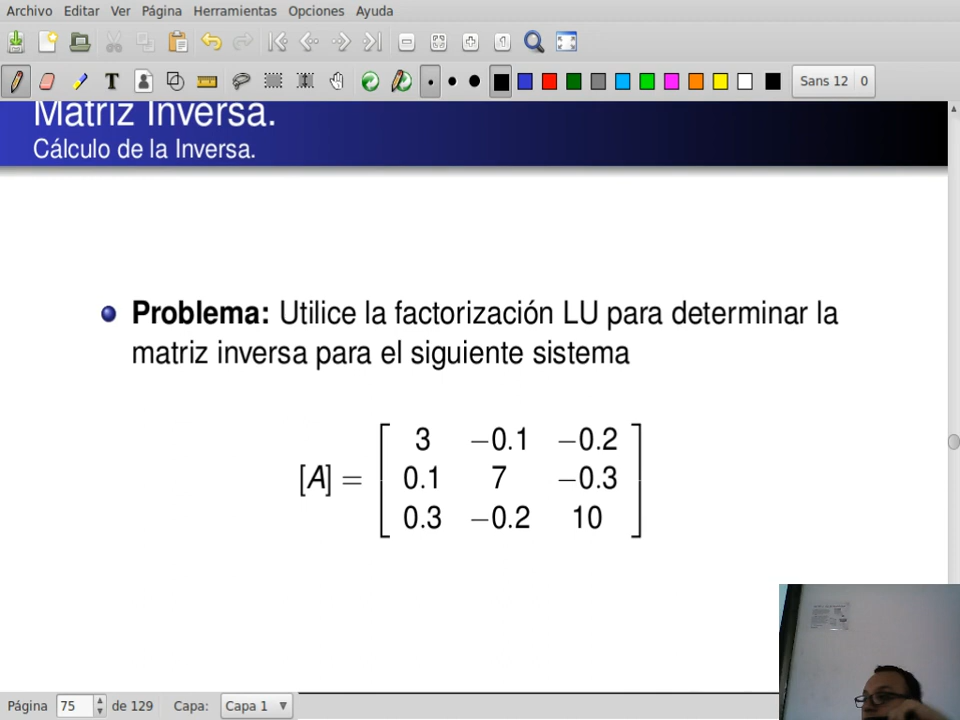 Archivo Editar Ver Página Herramientas Opciones Ayuda
T Sans 12 0
Matriz Inversa.
Cálculo de la Inversa.
Problema: Utilice la factorización LU para determinar la
matriz inversa para el siguiente sistema
3 −0.1 −0.2
[A] = 0.1 7 −0.3
0.3 −0.2 10
Página 75 de 129 Capa: Capa 1